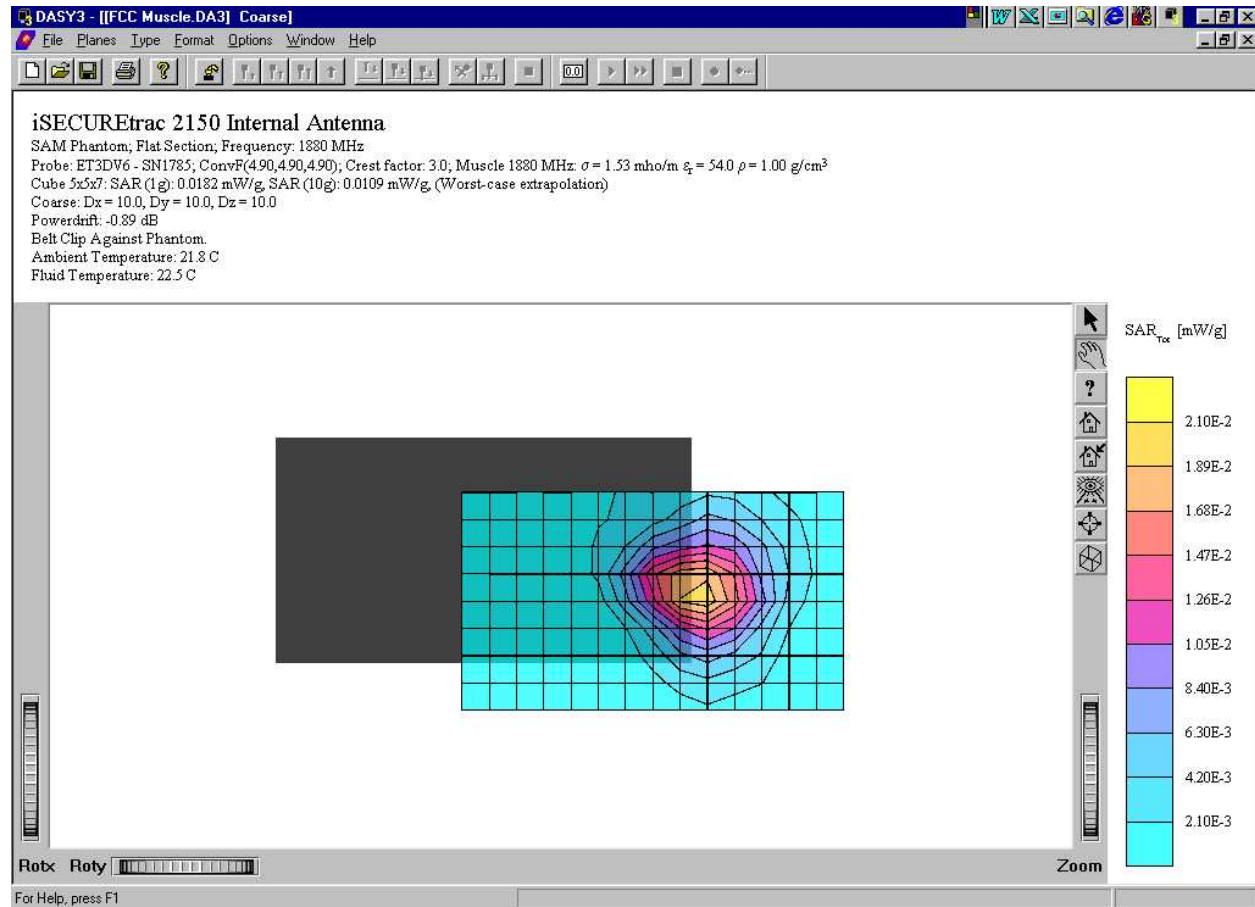 DASY3 - [[FCC Muscle.DA3] Coarse]
File Planes Type Format Options Window Help
0.0
iSECUREtrac 2150 Internal Antenna
SAM Phantom; Flat Section; Frequency: 1880 MHz
Probe: ET3DV6 - SN1785; ConvF(4.90,4.90,4.90); Crest factor: 3.0; Muscle 1880 MHz: σ = 1.53 mho/m εr = 54.0 ρ = 1.00 g/cm³
Cube 5x5x7: SAR (1g): 0.0182 mW/g, SAR (10g): 0.0109 mW/g, (Worst-case extrapolation)
Coarse: Dx = 10.0, Dy = 10.0, Dz = 10.0
Powerdrift: -0.89 dB
Belt Clip Against Phantom.
Ambient Temperature: 21.8 C
Fluid Temperature: 22.5 C
SARTot [mW/g]
2.10E-2
1.89E-2
1.68E-2
1.47E-2
1.26E-2
1.05E-2
8.40E-3
6.30E-3
4.20E-3
2.10E-3
Rotx Roty Zoom
For Help, press F1